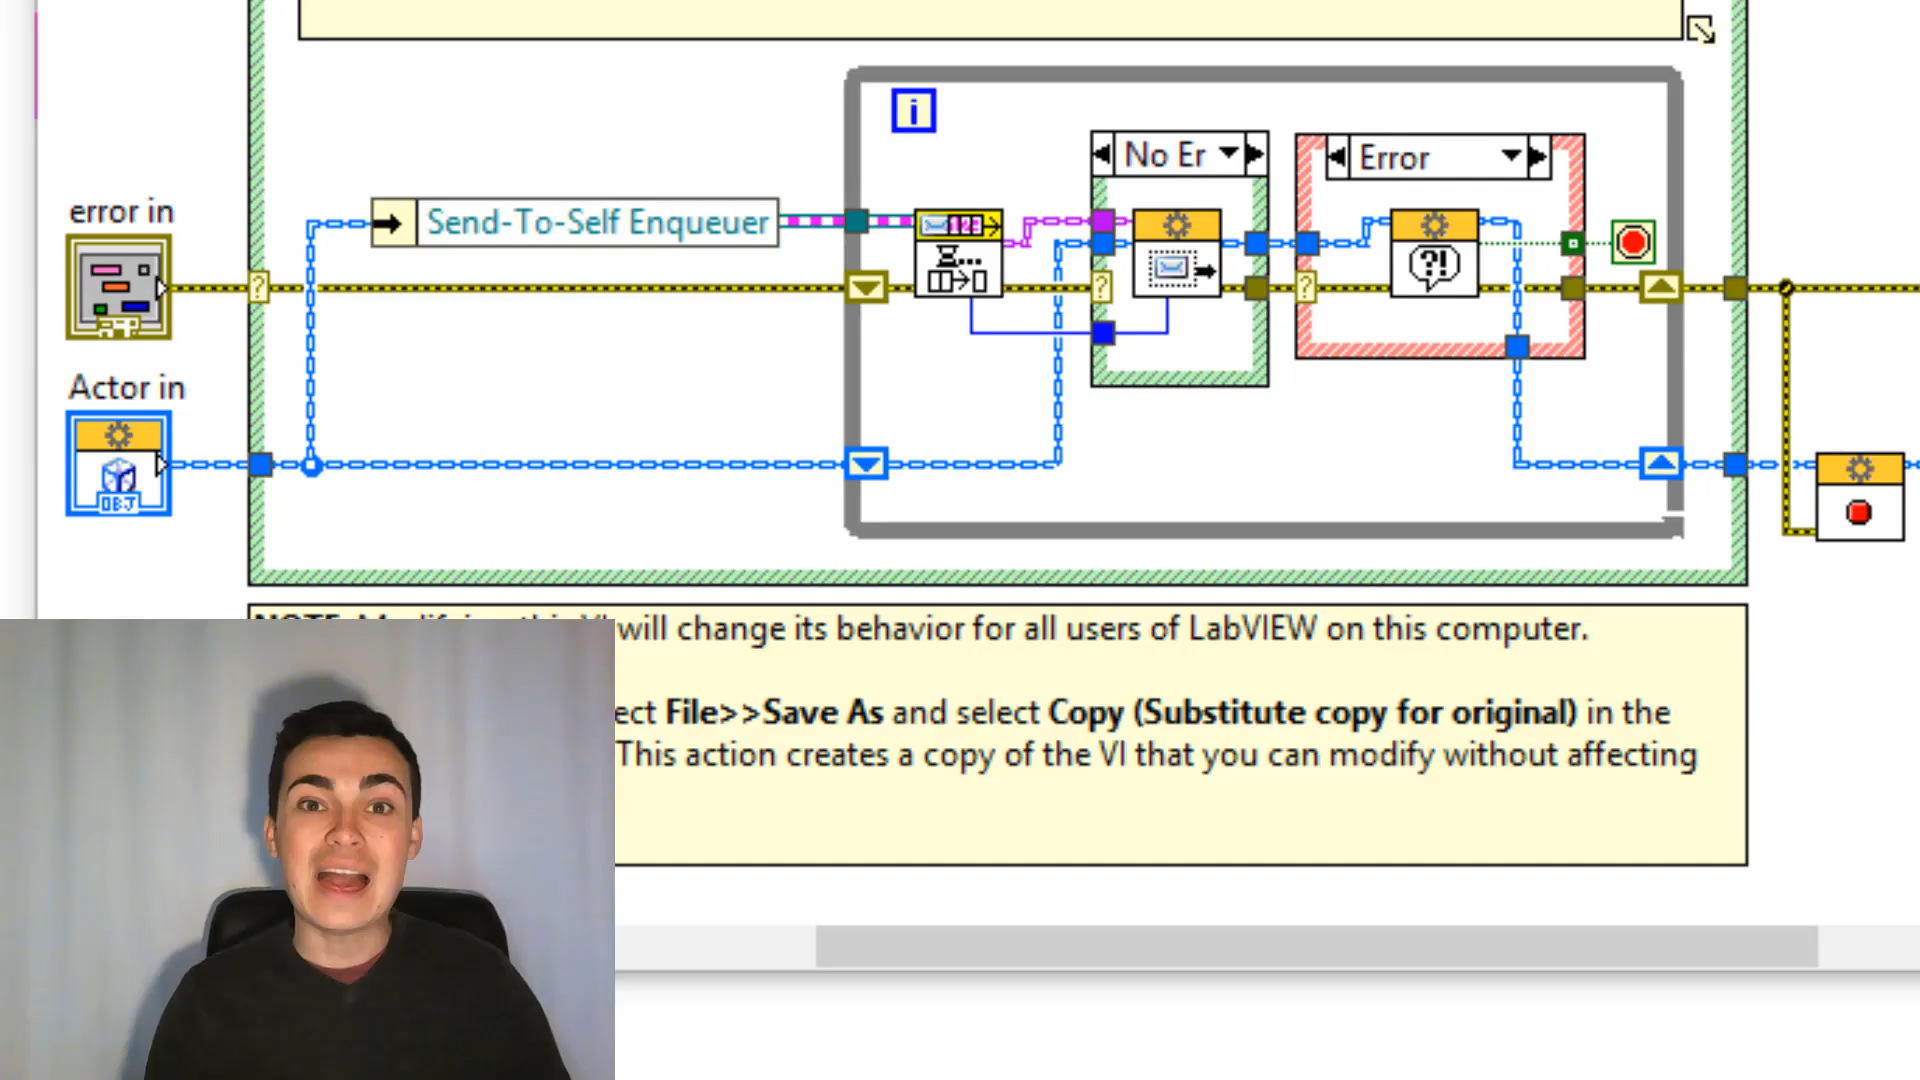 i
No Er
Error
error in
Send-To-Self Enqueuer
?!
Actor in
OBJ
will change its behavior for all users of LabVIEW on this computer.
ect File>>Save As and select Copy (Substitute copy for original) in the
This action creates a copy of the VI that you can modify without affecting